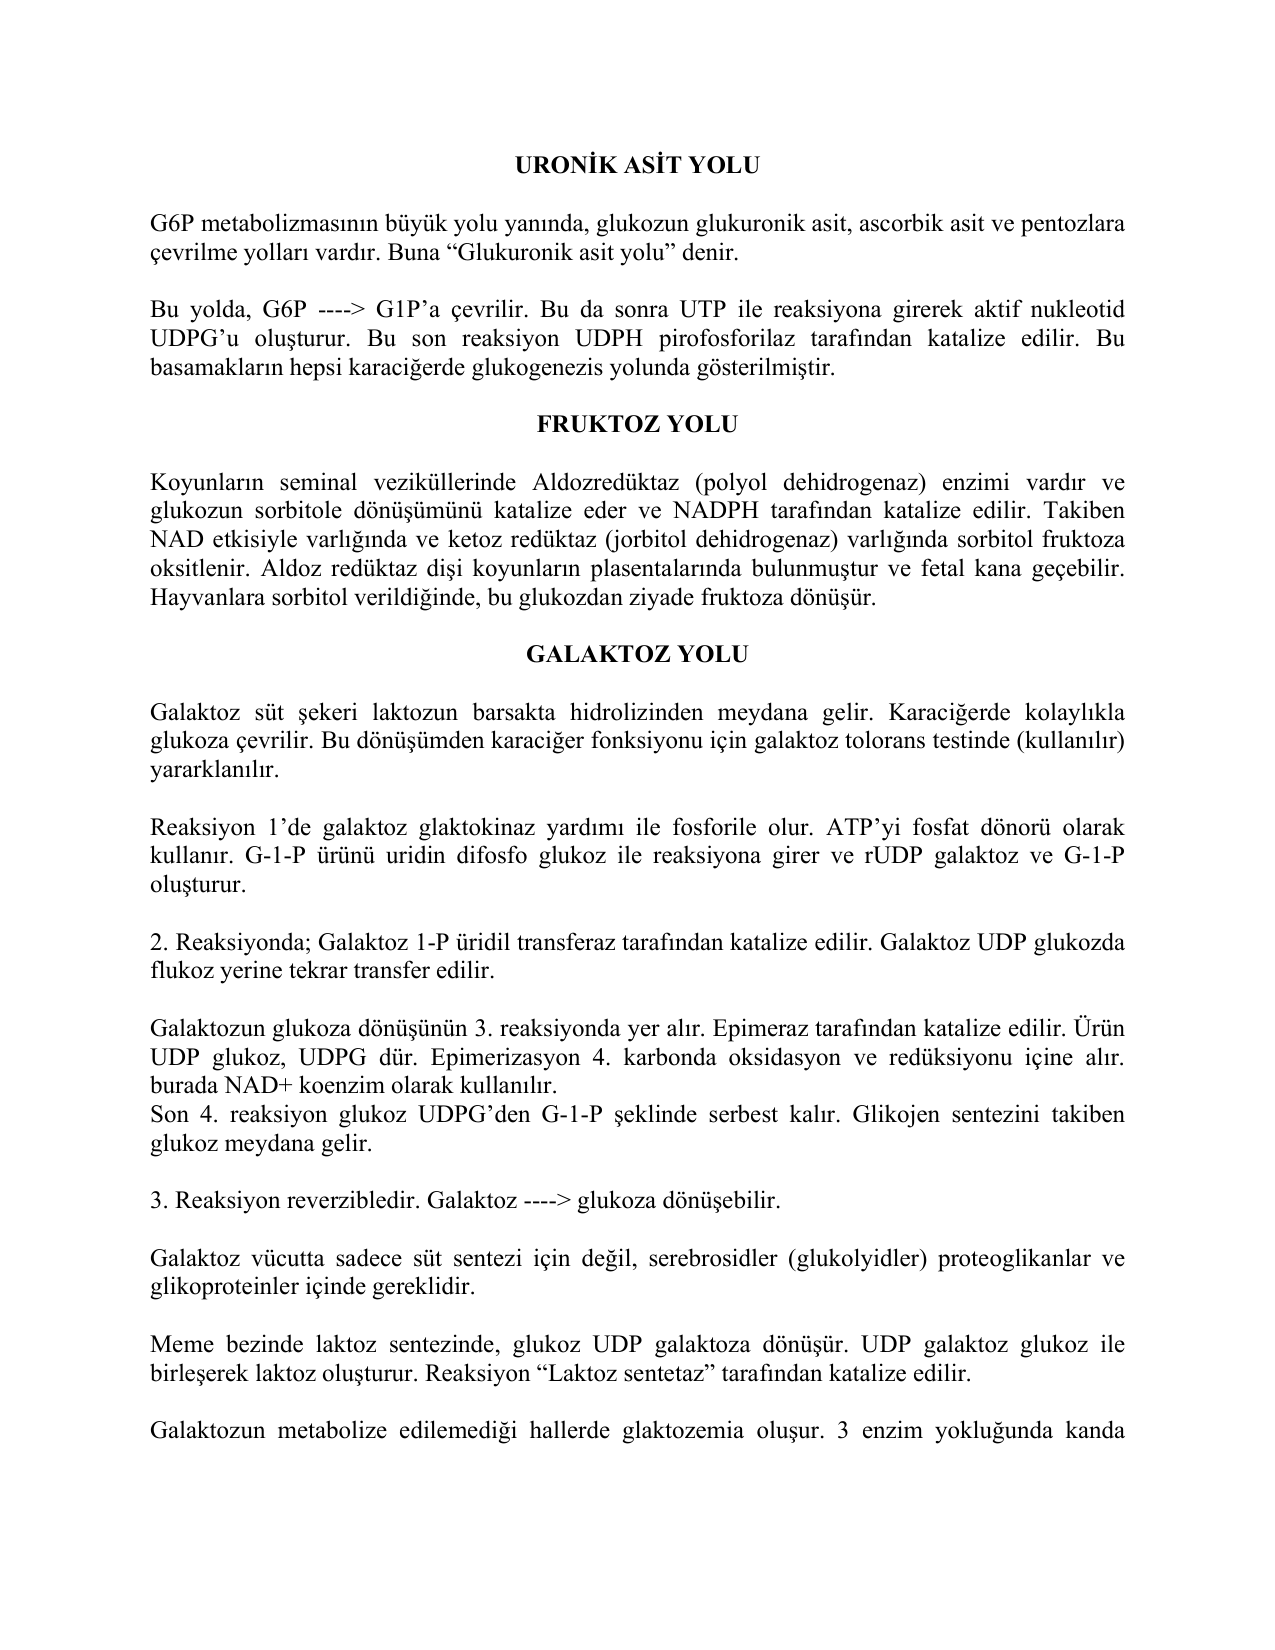 URONİK ASİT YOLU
G6P metabolizmasının büyük yolu yanında, glukozun glukuronik asit, ascorbik asit ve pentozlara
çevrilme yolları vardır. Buna “Glukuronik asit yolu” denir.
Bu yolda, G6P ----> G1P’a çevrilir. Bu da sonra UTP ile reaksiyona girerek aktif nukleotid
UDPG’u oluşturur. Bu son reaksiyon UDPH pirofosforilaz tarafından katalize edilir. Bu
basamakların hepsi karaciğerde glukogenezis yolunda gösterilmiştir.
FRUKTOZ YOLU
Koyunların seminal veziküllerinde Aldozredüktaz (polyol dehidrogenaz) enzimi vardır ve
glukozun sorbitole dönüşümünü katalize eder ve NADPH tarafından katalize edilir. Takiben
NAD etkisiyle varlığında ve ketoz redüktaz (jorbitol dehidrogenaz) varlığında sorbitol fruktoza
oksitlenir. Aldoz redüktaz dişi koyunların plasentalarında bulunmuştur ve fetal kana geçebilir.
Hayvanlara sorbitol verildiğinde, bu glukozdan ziyade fruktoza dönüşür.
GALAKTOZ YOLU
Galaktoz süt şekeri laktozun barsakta hidrolizinden meydana gelir. Karaciğerde kolaylıkla
glukoza çevrilir. Bu dönüşümden karaciğer fonksiyonu için galaktoz tolorans testinde (kullanılır)
yararklanılır.
Reaksiyon 1’de galaktoz glaktokinaz yardımı ile fosforile olur. ATP’yi fosfat dönorü olarak
kullanır. G-1-P ürünü uridin difosfo glukoz ile reaksiyona girer ve rUDP galaktoz ve G-1-P
oluşturur.
2. Reaksiyonda; Galaktoz 1-P üridil transferaz tarafından katalize edilir. Galaktoz UDP glukozda
flukoz yerine tekrar transfer edilir.
Galaktozun glukoza dönüşünün 3. reaksiyonda yer alır. Epimeraz tarafından katalize edilir. Ürün
UDP glukoz, UDPG dür. Epimerizasyon 4. karbonda oksidasyon ve redüksiyonu içine alır.
burada NAD+ koenzim olarak kullanılır.
Son 4. reaksiyon glukoz UDPG’den G-1-P şeklinde serbest kalır. Glikojen sentezini takiben
glukoz meydana gelir.
3. Reaksiyon reverzibledir. Galaktoz ----> glukoza dönüşebilir.
Galaktoz vücutta sadece süt sentezi için değil, serebrosidler (glukolyidler) proteoglikanlar ve
glikoproteinler içinde gereklidir.
Meme bezinde laktoz sentezinde, glukoz UDP galaktoza dönüşür. UDP galaktoz glukoz ile
birleşerek laktoz oluşturur. Reaksiyon “Laktoz sentetaz” tarafından katalize edilir.
Galaktozun metabolize edilemediği hallerde glaktozemia oluşur. 3 enzim yokluğunda kanda